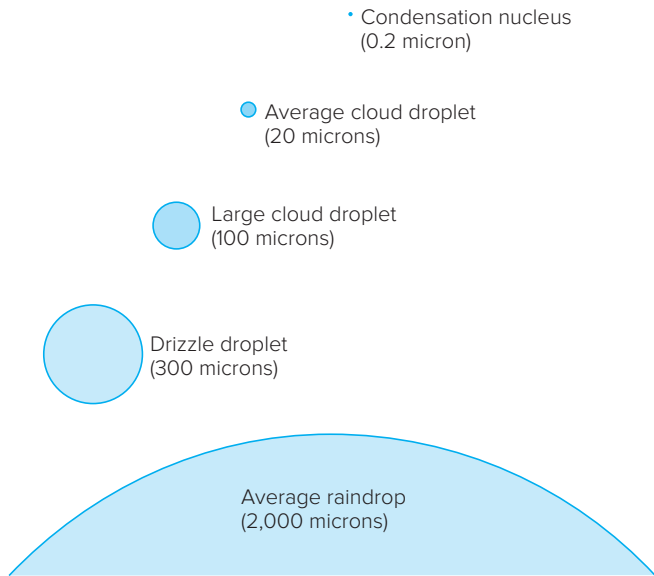 Condensation nucleus
(0.2 micron)
Average cloud droplet
(20 microns)
Large cloud droplet
(100 microns)
Drizzle droplet
(300 microns)
Average raindrop
(2,000 microns)